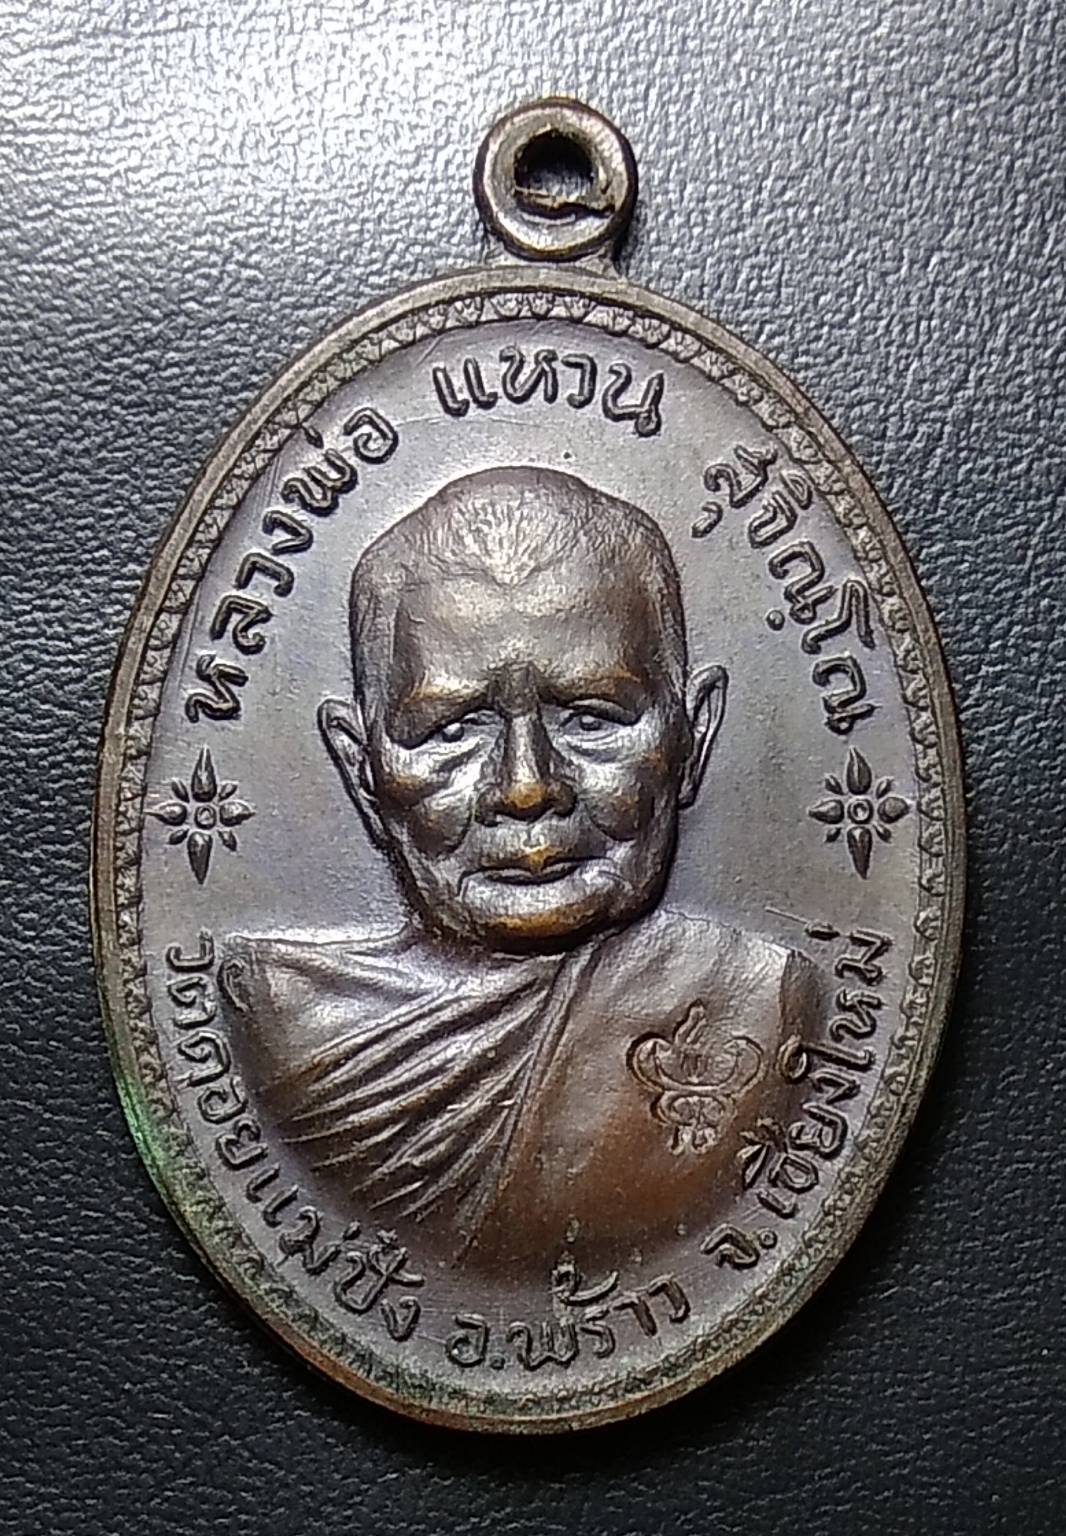 หลวงพ่อ แหวน สุจิณฺโณ
วัดดอยแม่ปั๋ง อ.พร้าว จ.เชียงใหม่